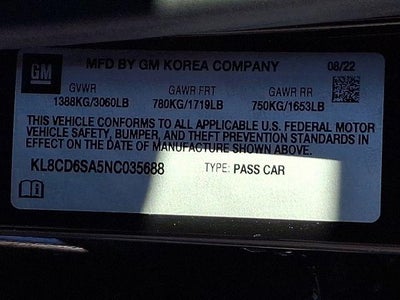 GM
MFD BY GM KOREA COMPANY 08/22
GVWR GAWR FRT GAWR RR
1388KG/3060LB 780KG/1719LB 750KG/1653LB
THIS VEHICLE CONFORMS TO ALL APPLICABLE U.S. FEDERAL MOTOR
VEHICLE SAFETY, BUMPER, AND THEFT PREVENTION STANDARDS IN
EFFECT ON THE DATE OF MANUFACTURE SHOWN ABOVE.
KL8CD6SA5NC035688 TYPE: PASS CAR